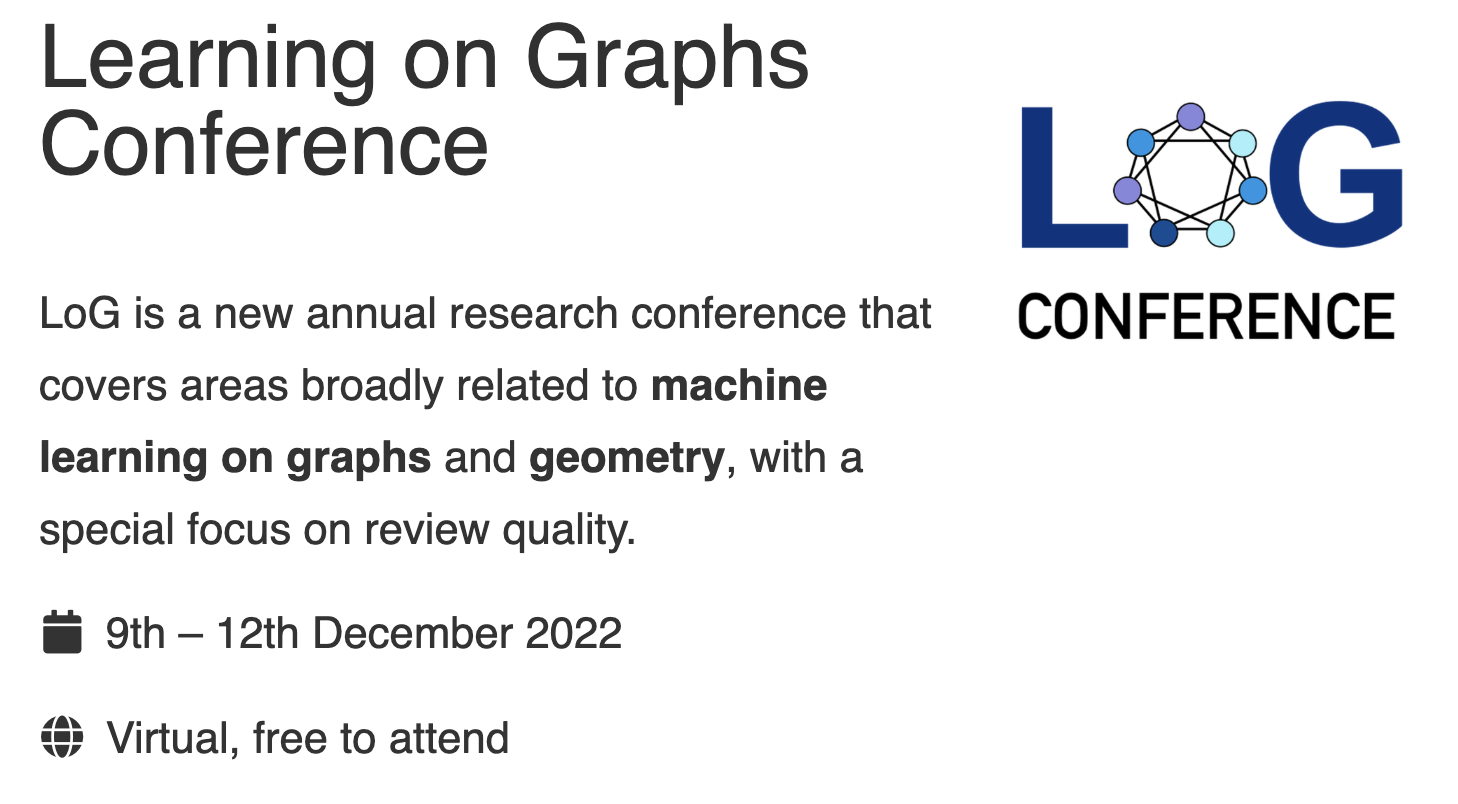 Learning on Graphs
Conference
LoG
CONFERENCE
LoG is a new annual research conference that
covers areas broadly related to machine
learning on graphs and geometry, with a
special focus on review quality.
9th – 12th December 2022
Virtual, free to attend